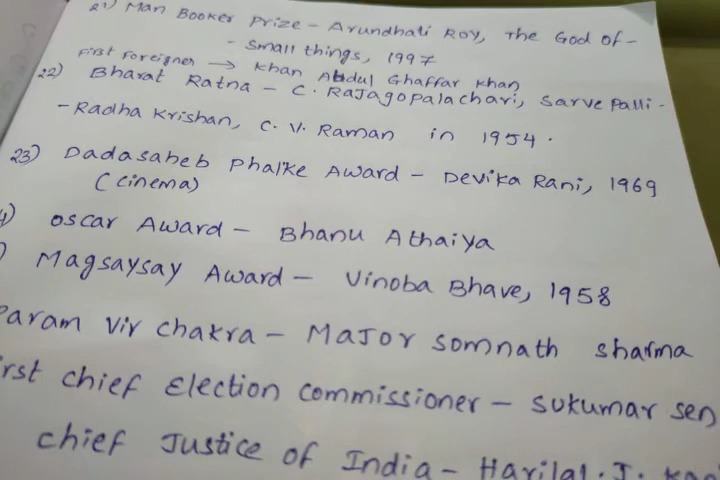 21) Man Booker Prize - Arundhati Roy, The God of -
- Small things, 1997
First Foreigner → Khan Abdul Ghaffar Khan
22) Bharat Ratna - C. Rajagopalachari, Sarve Palli -
- Radha Krishan, C. V. Raman in 1954.
23) Dadasaheb Phalke Award - Devika Rani, 1969
(cinema)
) Oscar Award - Bhanu Athaiya
) Magsaysay Award - Vinoba Bhave, 1958
Param Vir Chakra - Major Somnath Sharma
irst Chief Election Commissioner - Sukumar Sen
Chief Justice of India - Harilal. J.